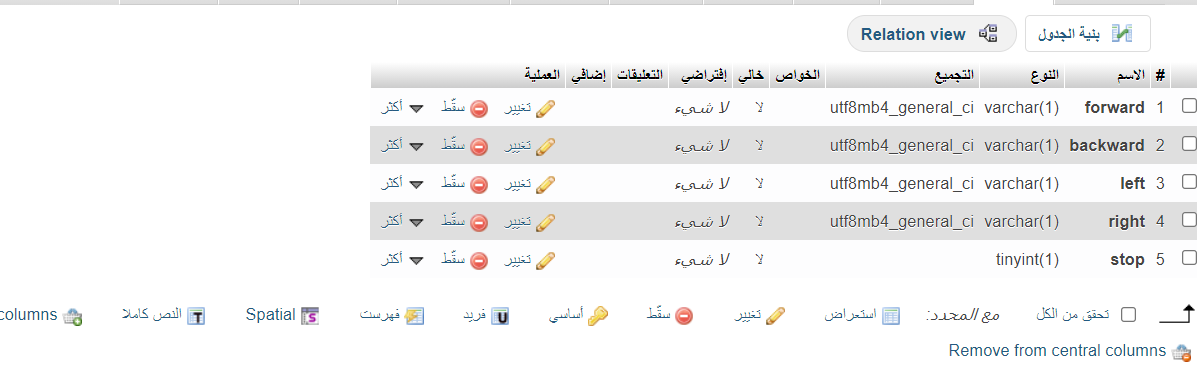 بنية الجدول Relation view
# الاسم النوع التجميع الخواص خالي إفتراضي التعليقات إضافي العملية
1 forward varchar(1) utf8mb4_general_ci لا لا شيء تغيير سقّط أكثر
2 backward varchar(1) utf8mb4_general_ci لا لا شيء تغيير سقّط أكثر
3 left varchar(1) utf8mb4_general_ci لا لا شيء تغيير سقّط أكثر
4 right varchar(1) utf8mb4_general_ci لا لا شيء تغيير سقّط أكثر
5 stop tinyint(1) لا لا شيء تغيير سقّط أكثر
تحقق من الكل مع المحدد: استعراض تغيير سقّط أساسي فريد فهرست Spatial النص كاملا columns
Remove from central columns